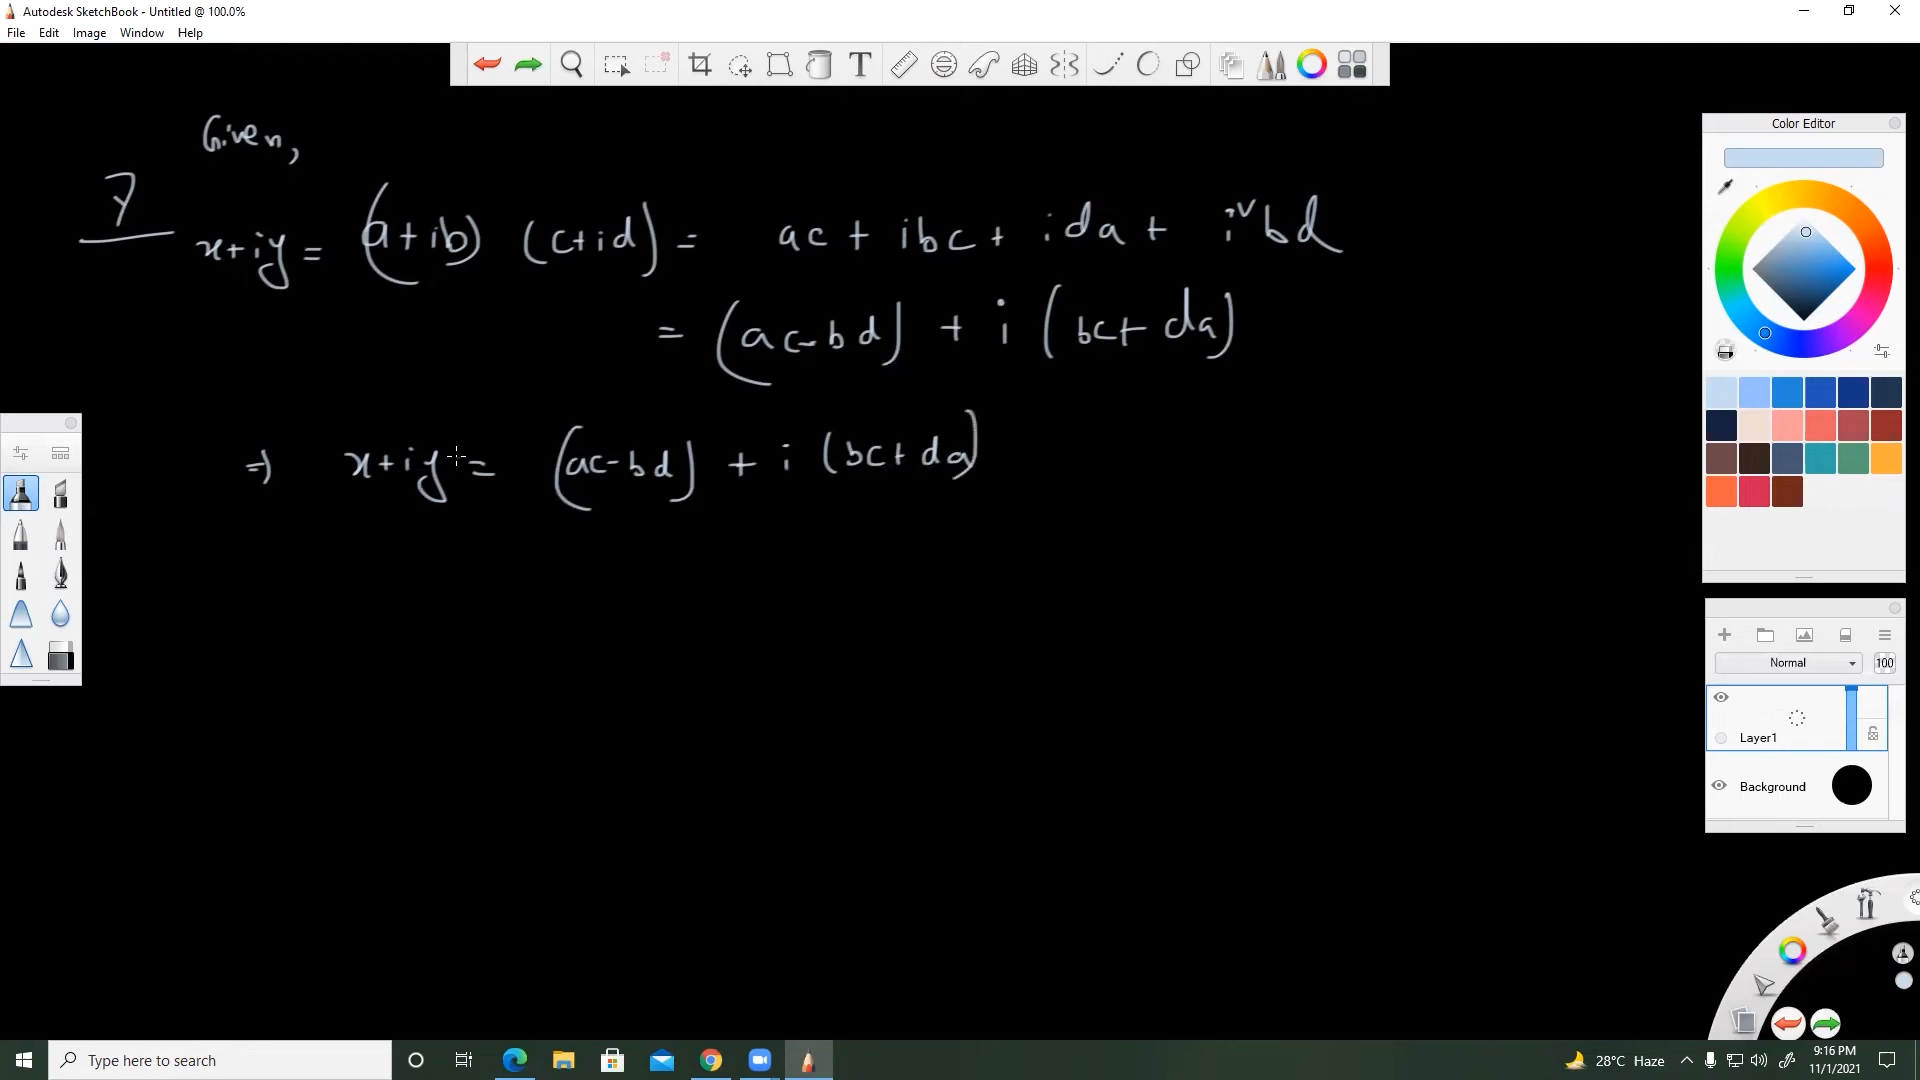 Autodesk SketchBook - Untitled @ 100.0%
File Edit Image Window Help
Given,
7
x+iy = (a+ib) (c+id) = ac + ibc + ida + i²bd
= (ac-bd) + i (bc+da)
⇒ x+iy = (ac-bd) + i (bc+da)
Color Editor
Normal 100
Layer1
Background
Type here to search
28°C Haze
9:16 PM
11/1/2021